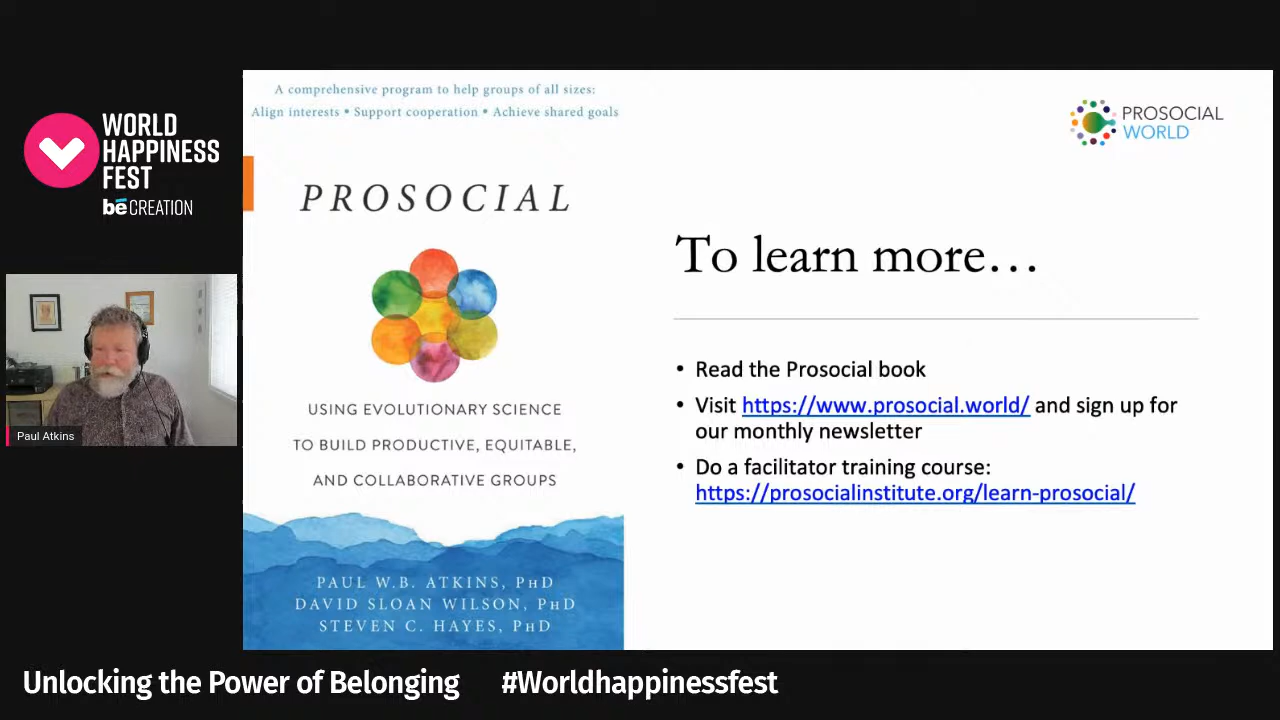 WORLD
HAPPINESS
FEST
bē CREATION
Paul Atkins
A comprehensive program to help groups of all sizes:
Align interests • Support cooperation • Achieve shared goals
PROSOCIAL
USING EVOLUTIONARY SCIENCE
TO BUILD PRODUCTIVE, EQUITABLE,
AND COLLABORATIVE GROUPS
PAUL W.B. ATKINS, PHD
DAVID SLOAN WILSON, PHD
STEVEN C. HAYES, PHD
PROSOCIAL
WORLD
To learn more…
• Read the Prosocial book
• Visit https://www.prosocial.world/ and sign up for
our monthly newsletter
• Do a facilitator training course:
https://prosocialinstitute.org/learn-prosocial/
Unlocking the Power of Belonging #Worldhappinessfest